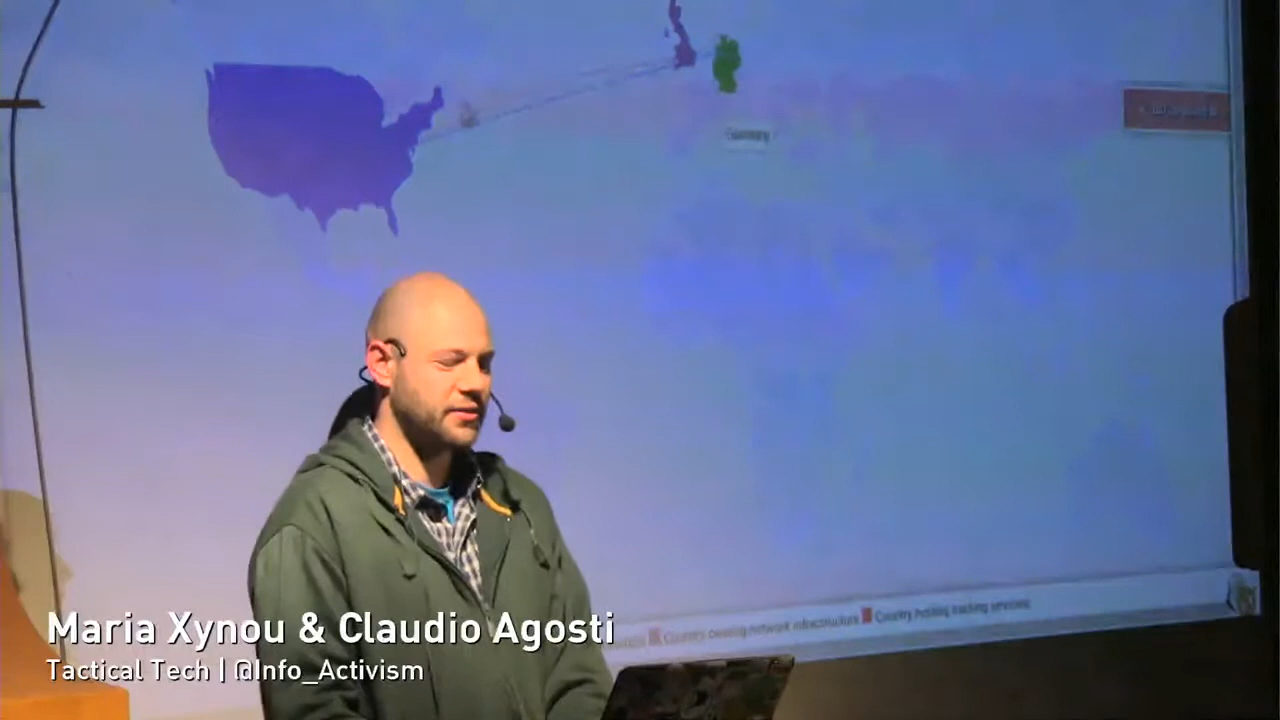 Germany
Country owning network infrastructure Country hosting tracking services
Maria Xynou & Claudio Agosti
Tactical Tech | @Info_Activism